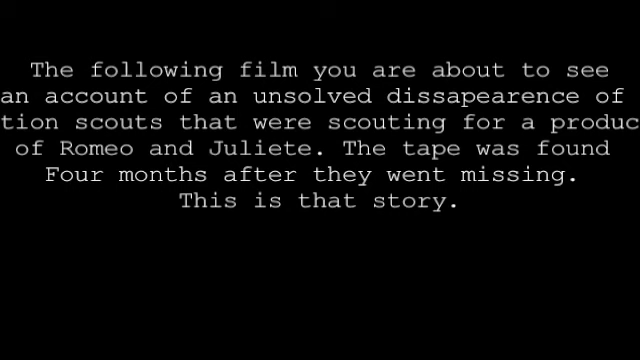 The following film you are about to see
an account of an unsolved dissapearence of
tion scouts that were scouting for a produc
of Romeo and Juliete. The tape was found
Four months after they went missing.
This is that story.